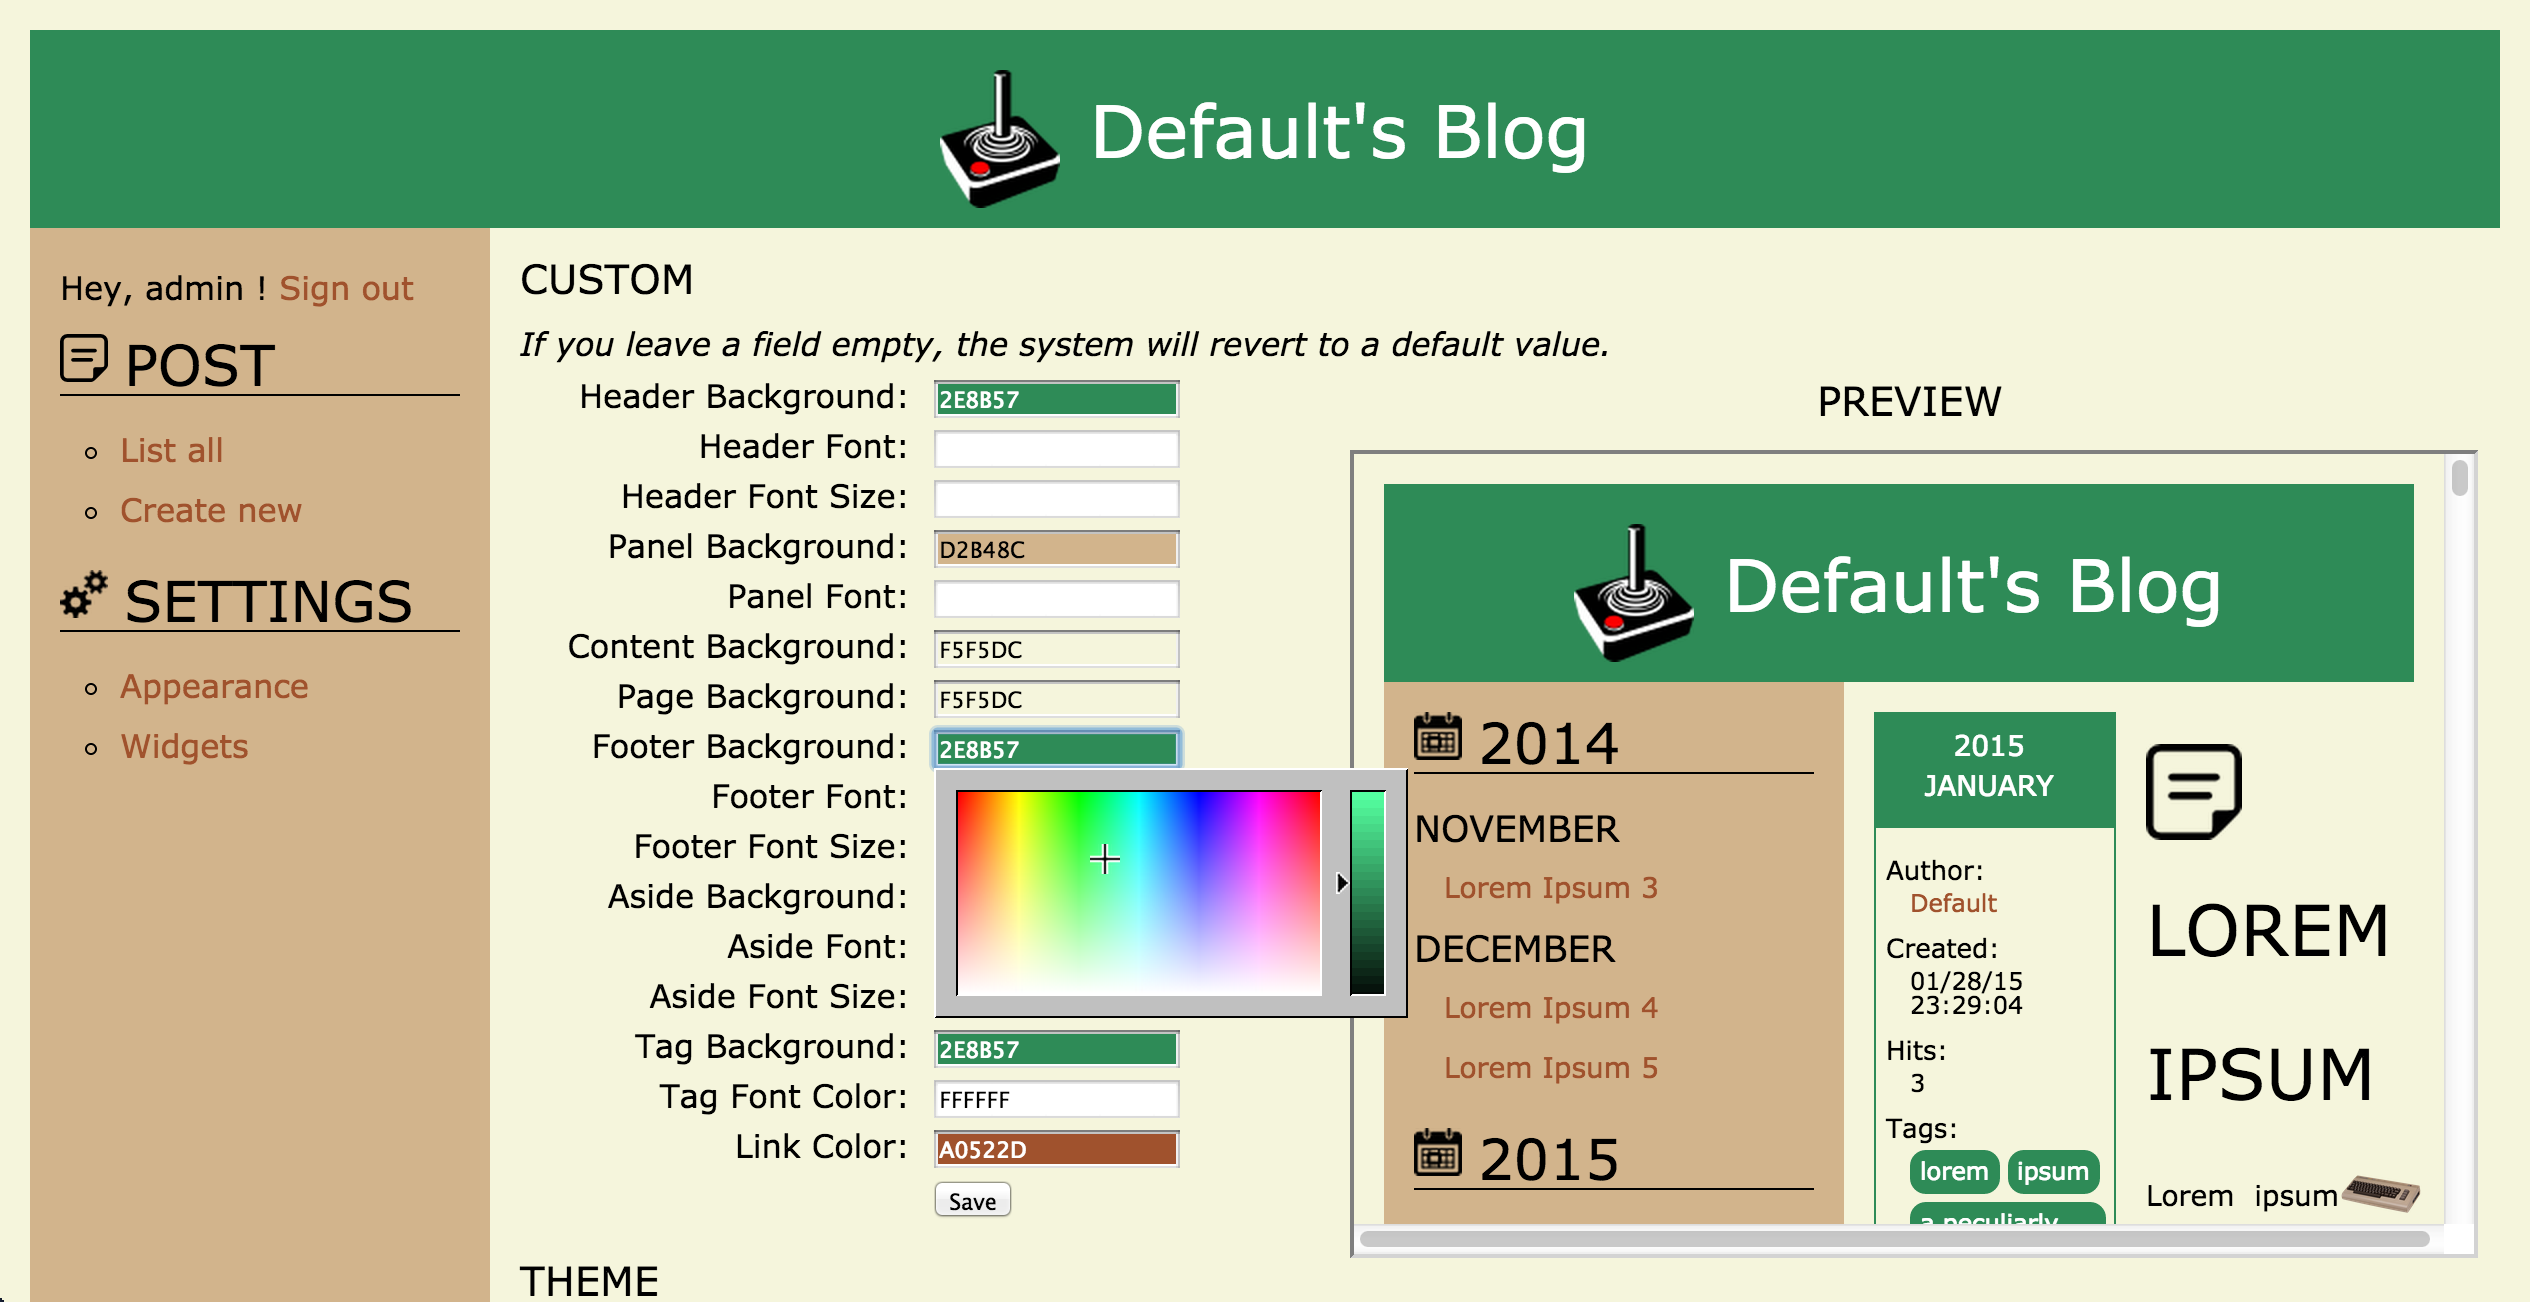 Default's Blog
Hey, admin ! Sign out
POST
List all
Create new
SETTINGS
Appearance
Widgets
CUSTOM
If you leave a field empty, the system will revert to a default value.
Header Background: 2E8B57
Header Font:
Header Font Size:
Panel Background: D2B48C
Panel Font:
Content Background: F5F5DC
Page Background: F5F5DC
Footer Background: 2E8B57
Footer Font:
Footer Font Size:
Aside Background:
Aside Font:
Aside Font Size:
Tag Background: 2E8B57
Tag Font Color: FFFFFF
Link Color: A0522D
Save
THEME
PREVIEW
Default's Blog
2014
NOVEMBER
Lorem Ipsum 3
DECEMBER
Lorem Ipsum 4
Lorem Ipsum 5
2015
2015
JANUARY
Author:
Default
Created:
01/28/15
23:29:04
Hits:
3
Tags:
lorem ipsum
a peculiarly
LOREM
IPSUM
Lorem ipsum